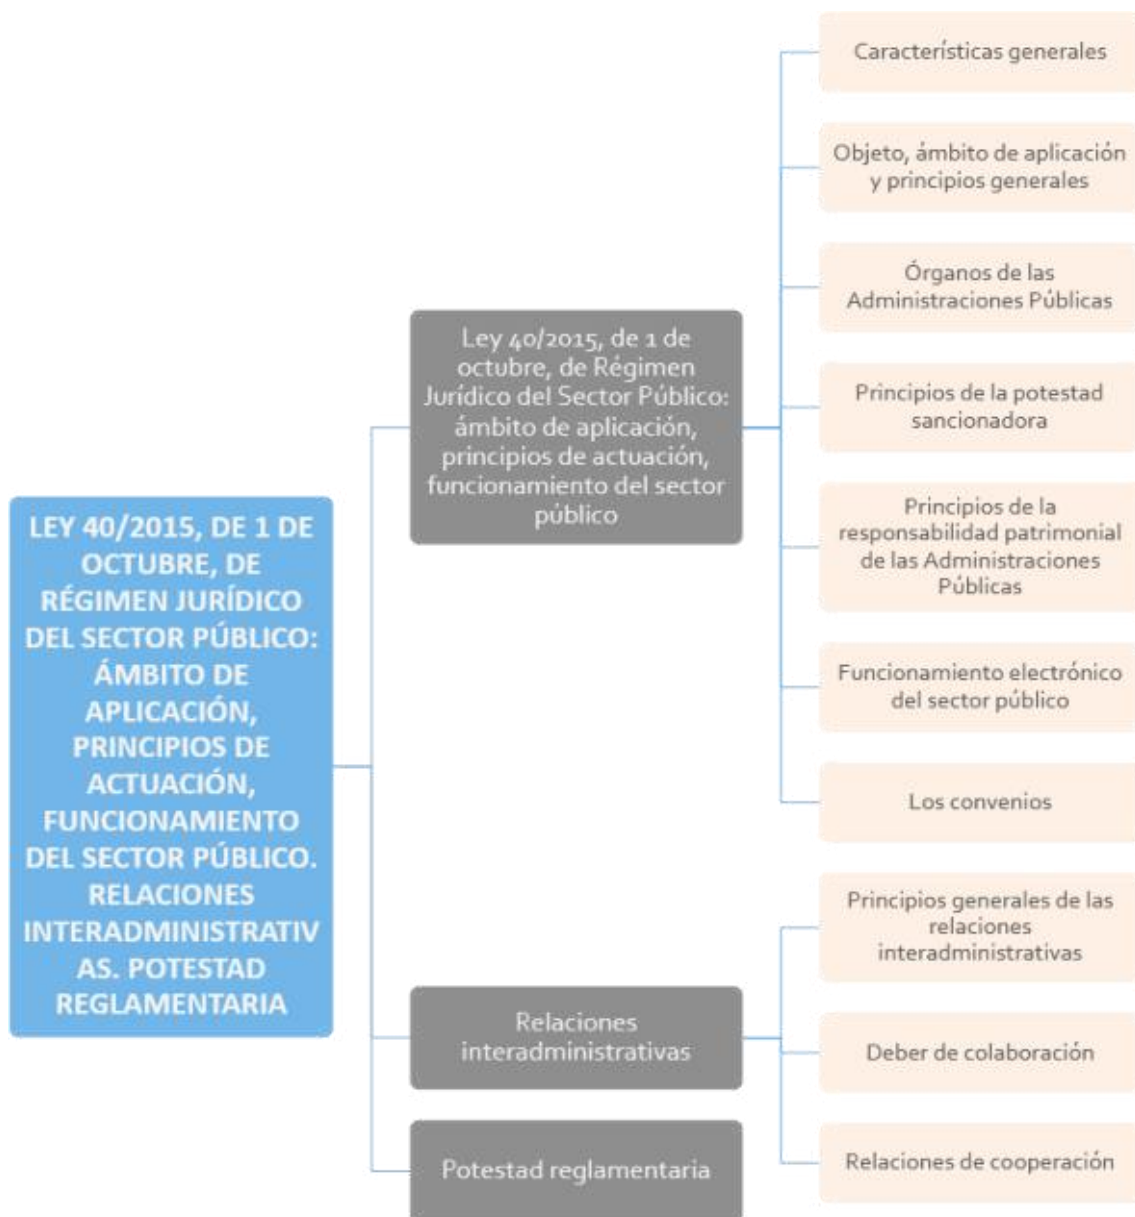 LEY 40/2015, DE 1 DE
OCTUBRE, DE
RÉGIMEN JURÍDICO
DEL SECTOR PÚBLICO:
ÁMBITO DE
APLICACIÓN,
PRINCIPIOS DE
ACTUACIÓN,
FUNCIONAMIENTO
DEL SECTOR PÚBLICO.
RELACIONES
INTERADMINISTRATIV
AS. POTESTAD
REGLAMENTARIA
Ley 40/2015, de 1 de
octubre, de Régimen
Jurídico del Sector Público:
ámbito de aplicación,
principios de actuación,
funcionamiento del sector
público
Características generales
Objeto, ámbito de aplicación
y principios generales
Órganos de las
Administraciones Públicas
Principios de la potestad
sancionadora
Principios de la
responsabilidad patrimonial
de las Administraciones
Públicas
Funcionamiento electrónico
del sector público
Los convenios
Relaciones
interadministrativas
Principios generales de las
relaciones
interadministrativas
Deber de colaboración
Relaciones de cooperación
Potestad reglamentaria